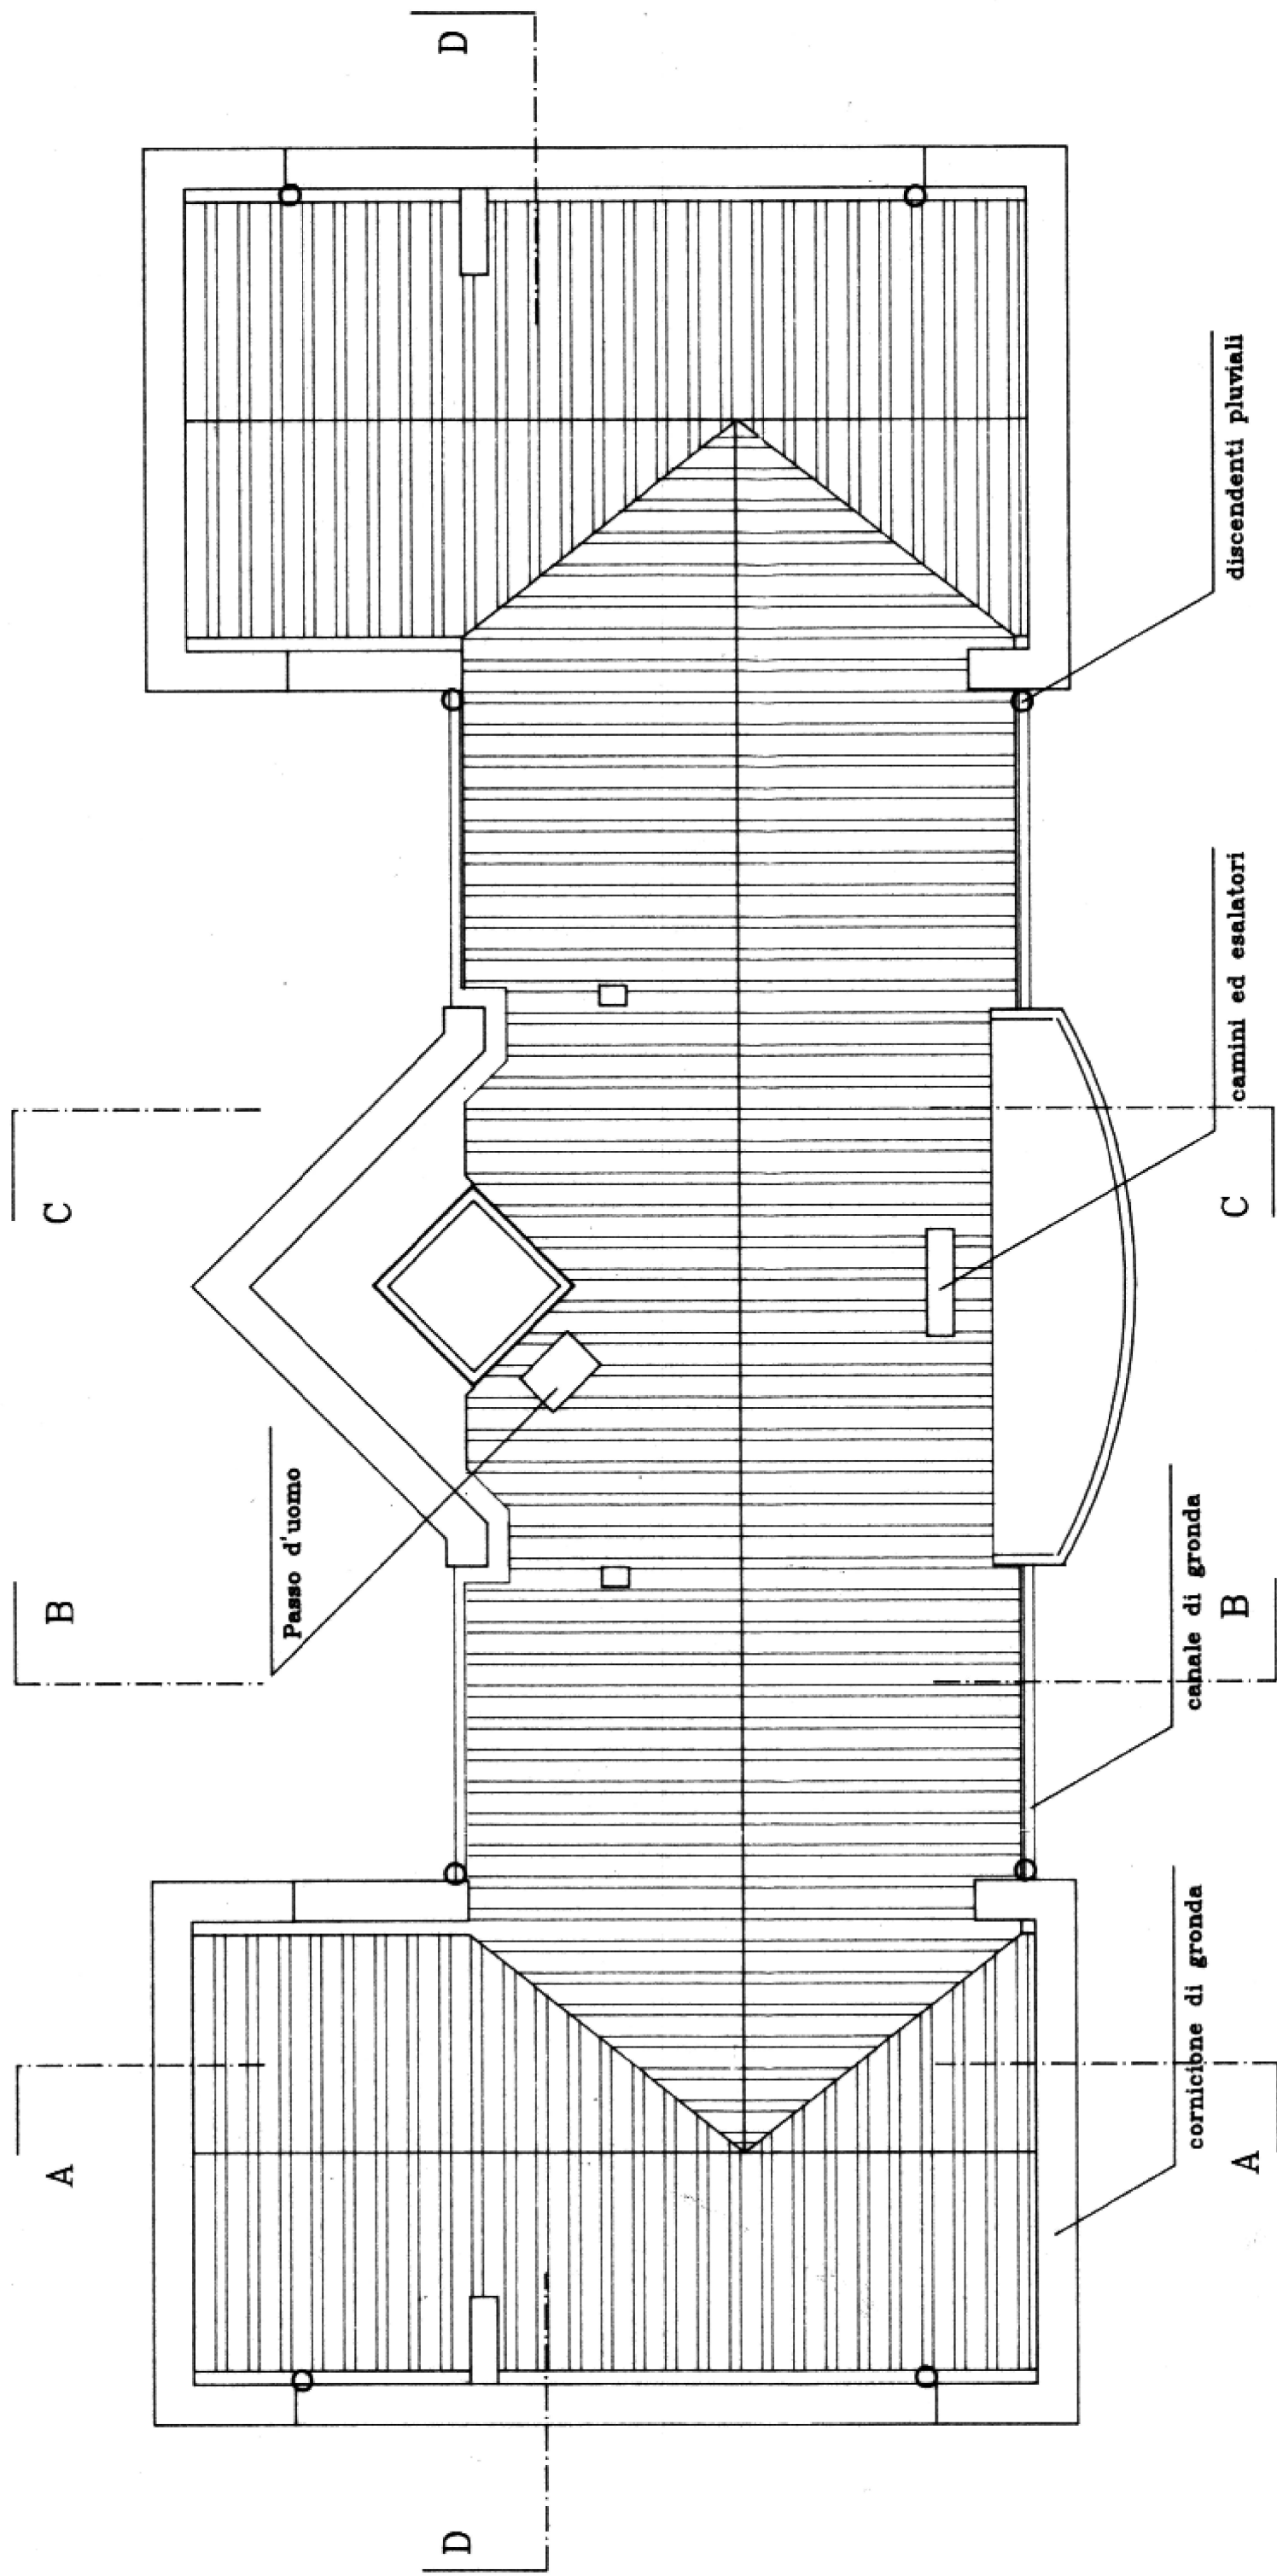 D
C
B
A
Passo d'uomo
discendenti pluviali
camini ed esalatori
canale di gronda
cornicione di gronda
C
B
A
D